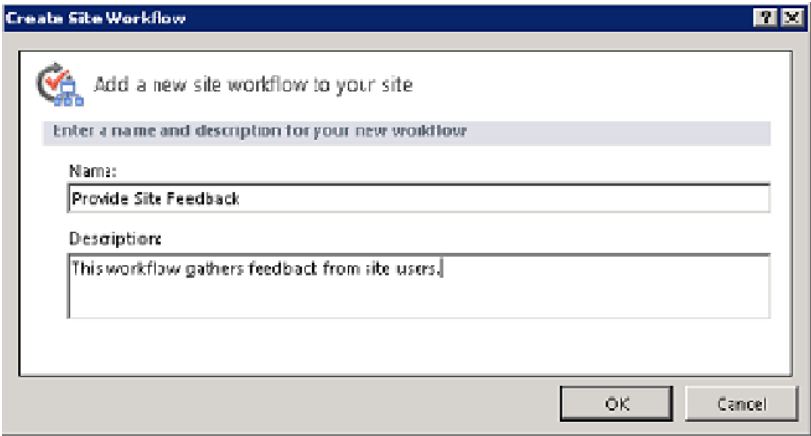 Create Site Workflow
Add a new site workflow to your site
Enter a name and description for your new workflow
Name:
Provide Site Feedback
Description:
This workflow gathers feedback from site users.
OK
Cancel